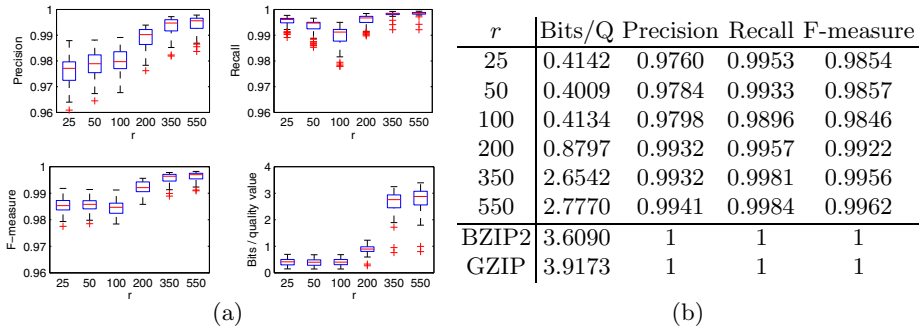 1
0.99
0.98
0.97
0.96
Precision
25 50 100 200 350 550
r
1
0.99
0.98
0.97
0.96
Recall
25 50 100 200 350 550
r
1
0.99
0.98
0.97
0.96
F-measure
25 50 100 200 350 550
r
4
3
2
1
0
Bits / quality value
25 50 100 200 350 550
r
(a)
r Bits/Q Precision Recall F-measure
25 0.4142 0.9760 0.9953 0.9854
50 0.4009 0.9784 0.9933 0.9857
100 0.4134 0.9798 0.9896 0.9846
200 0.8797 0.9932 0.9957 0.9922
350 2.6542 0.9932 0.9981 0.9956
550 2.7770 0.9941 0.9984 0.9962
BZIP2 3.6090 1 1 1
GZIP 3.9173 1 1 1
(b)